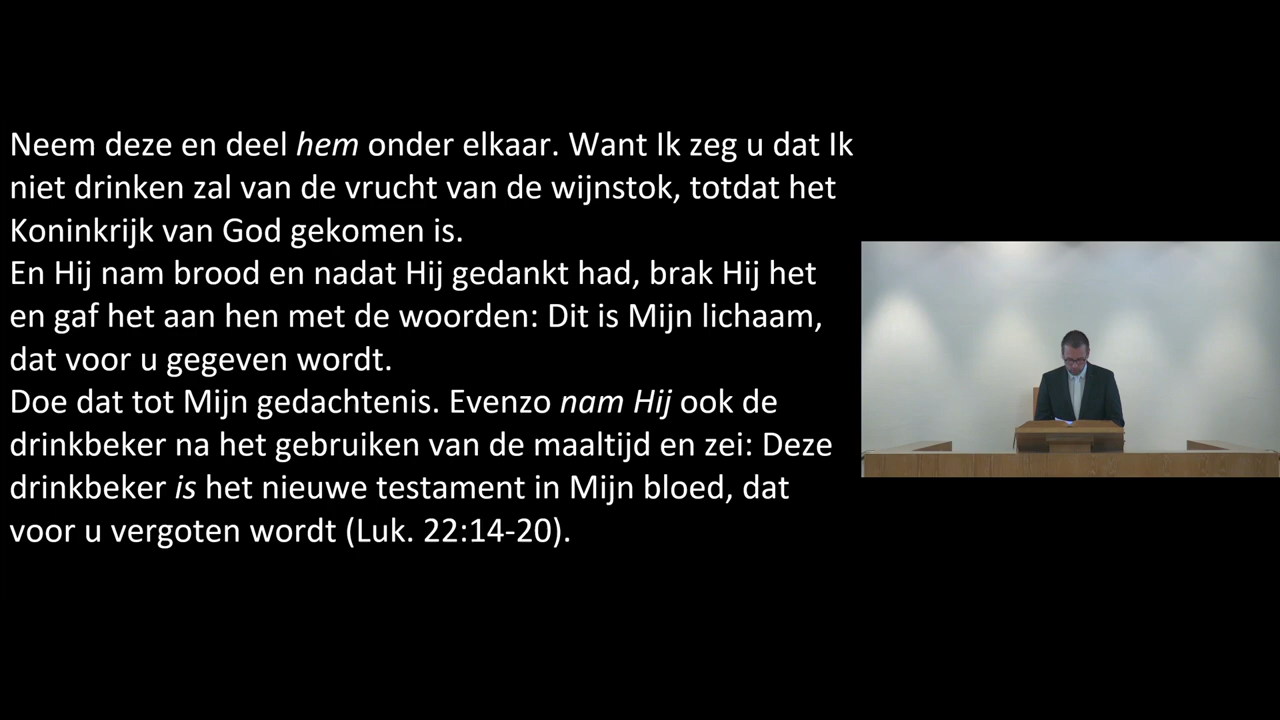 Neem deze en deel hem onder elkaar. Want Ik zeg u dat Ik
niet drinken zal van de vrucht van de wijnstok, totdat het
Koninkrijk van God gekomen is.
En Hij nam brood en nadat Hij gedankt had, brak Hij het
en gaf het aan hen met de woorden: Dit is Mijn lichaam,
dat voor u gegeven wordt.
Doe dat tot Mijn gedachtenis. Evenzo nam Hij ook de
drinkbeker na het gebruiken van de maaltijd en zei: Deze
drinkbeker is het nieuwe testament in Mijn bloed, dat
voor u vergoten wordt (Luk. 22:14-20).